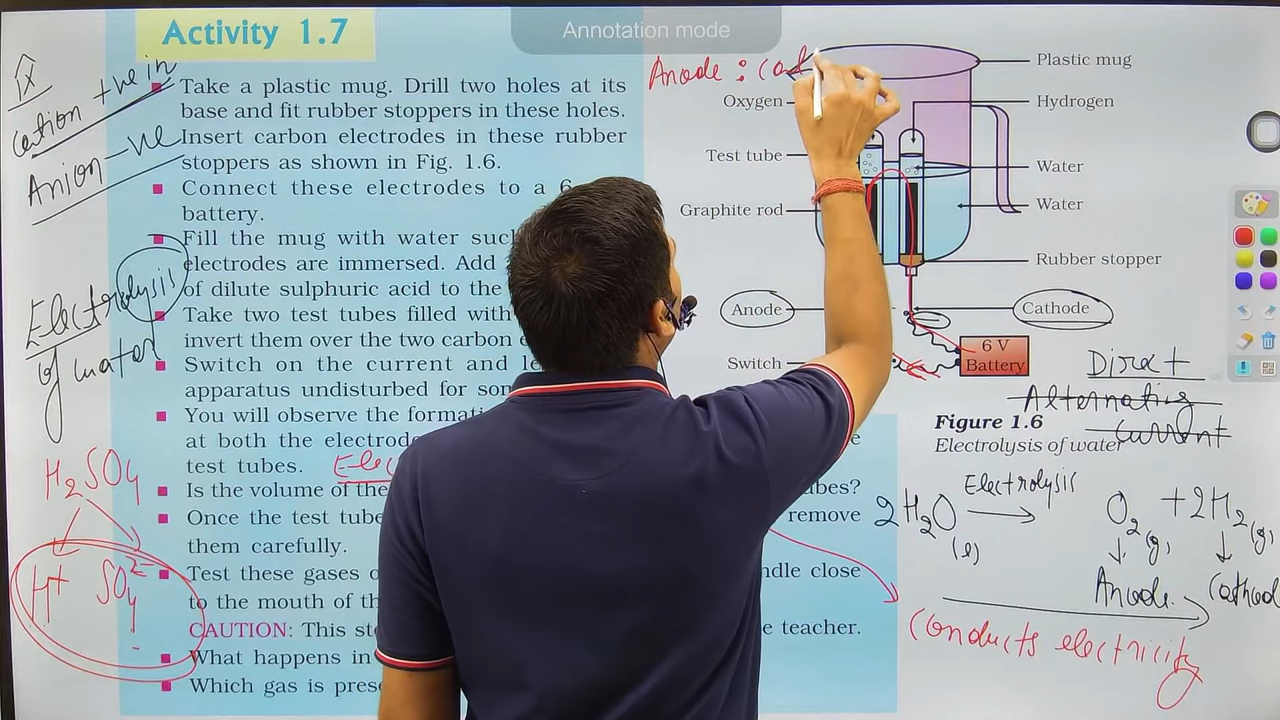 Annotation mode
Activity 1.7
Take a plastic mug. Drill two holes at its
base and fit rubber stoppers in these holes.
Insert carbon electrodes in these rubber
stoppers as shown in Fig. 1.6.
Connect these electrodes to a 6
battery.
Fill the mug with water suc
electrodes are immersed. Add
of dilute sulphuric acid to the
Take two test tubes filled with
invert them over the two carbon e
Switch on the current and le
apparatus undisturbed for som
You will observe the formati
at both the electrode
test tubes. Elec
Is the volume of the
ubes?
Once the test tube
remove
them carefully.
Test these gases o
ndle close
to the mouth of th
CAUTION: This ste
e teacher.
What happens in
Which gas is prese
IX
Cation +ve in
Anion -ve
Electrolysis
of water
H2SO4
H+ SO4 2-
Anode : Cat
Oxygen
Test tube
Graphite rod
Anode
Switch
Plastic mug
Hydrogen
Water
Water
Rubber stopper
Cathode
6 V
Battery
Direct
Alternating
current
Figure 1.6
Electrolysis of water
2H2O(l) Electrolysis → O2(g) + 2H2(g)
Anode Cathod
Conducts electricity